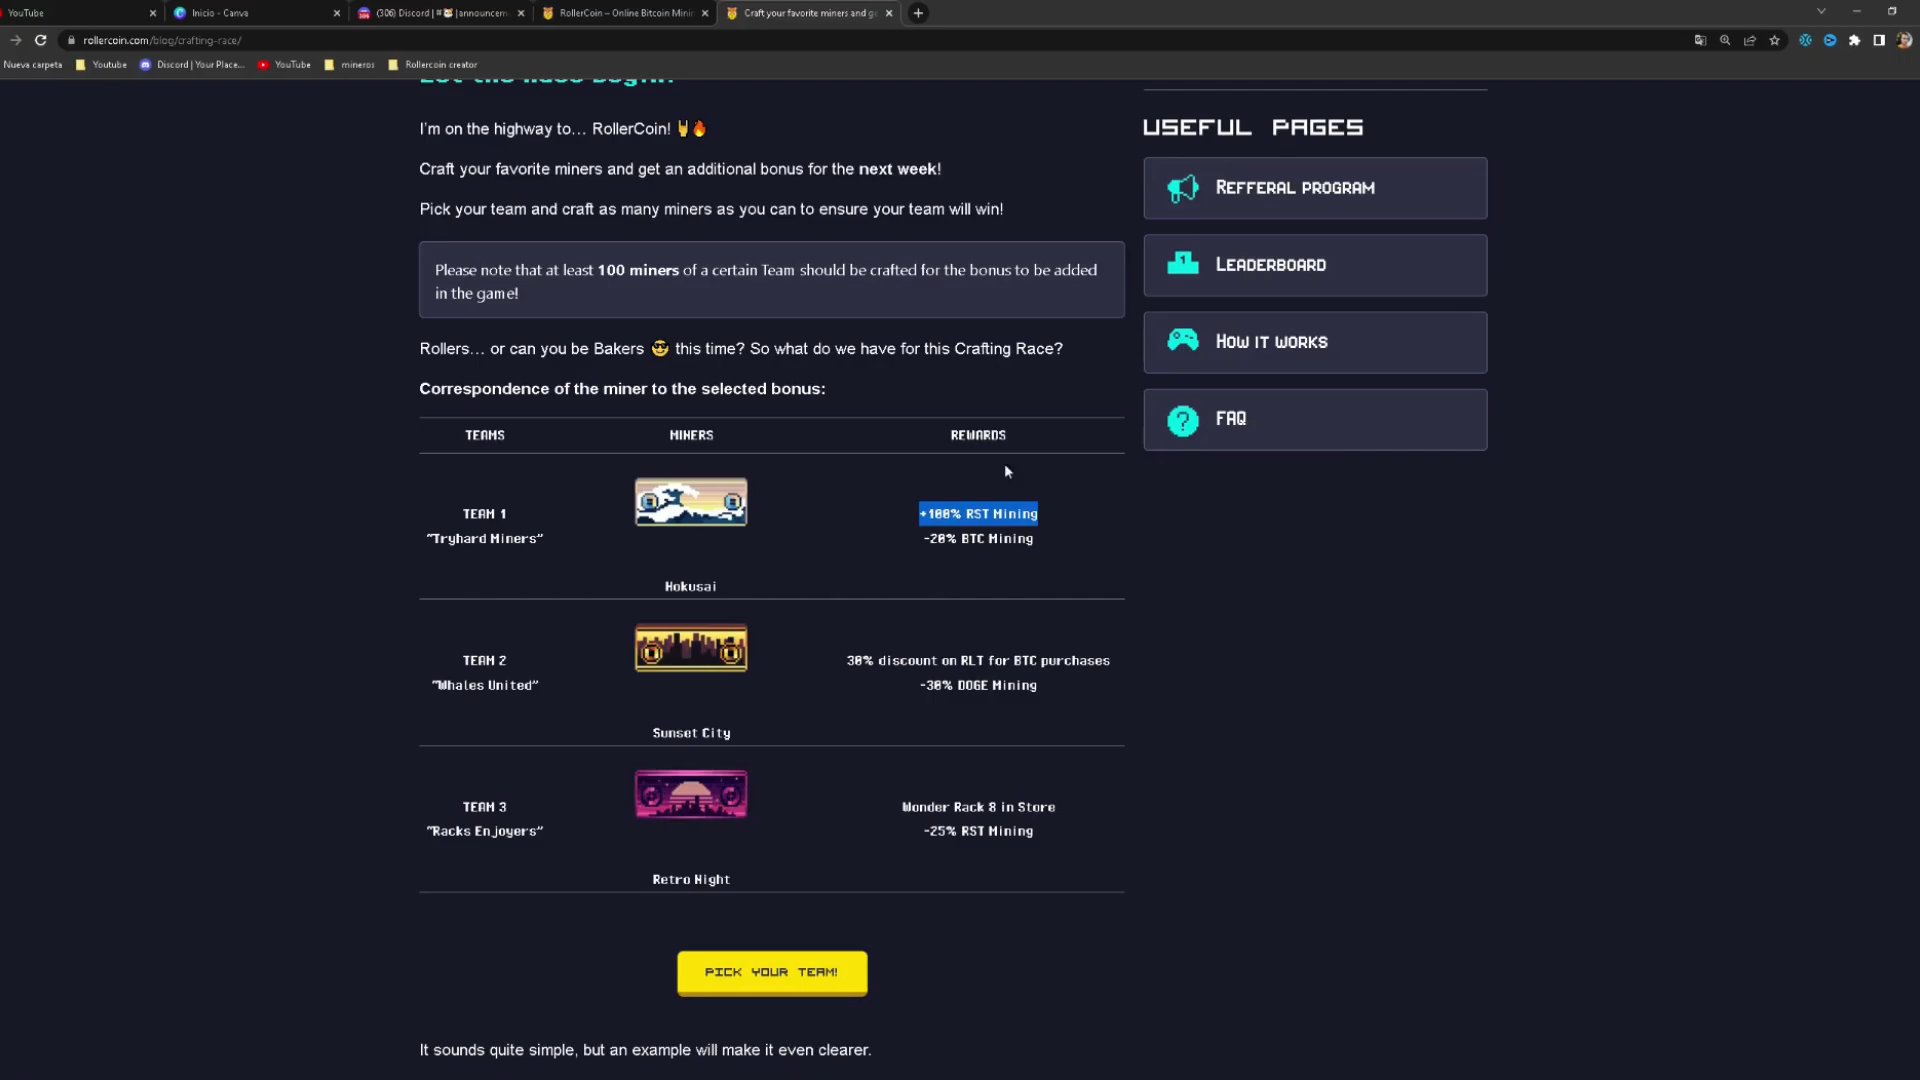 YouTube
Inicio - Canva
(306) Discord | #🐱|announcem
RollerCoin – Online Bitcoin Mini
Craft your favorite miners and ge
rollercoin.com/blog/crafting-race/
Nueva carpeta
Youtube
Discord | Your Place...
YouTube
mineros
Rollercoin creator
I'm on the highway to… RollerCoin! 🤘🔥
Craft your favorite miners and get an additional bonus for the next week!
Pick your team and craft as many miners as you can to ensure your team will win!
Please note that at least 100 miners of a certain Team should be crafted for the bonus to be added
in the game!
Rollers… or can you be Bakers 😎 this time? So what do we have for this Crafting Race?
Correspondence of the miner to the selected bonus:
TEAMS MINERS REWARDS
TEAM 1
"Tryhard Miners"
Hokusai
+100% RST Mining
-20% BTC Mining
TEAM 2
"Whales United"
Sunset City
30% discount on RLT for BTC purchases
-30% DOGE Mining
TEAM 3
"Racks Enjoyers"
Retro Night
Wonder Rack 8 in Store
-25% RST Mining
PICK YOUR TEAM!
It sounds quite simple, but an example will make it even clearer.
USEFUL PAGES
REFFERAL PROGRAM
LEADERBOARD
HOW IT WORKS
FAQ